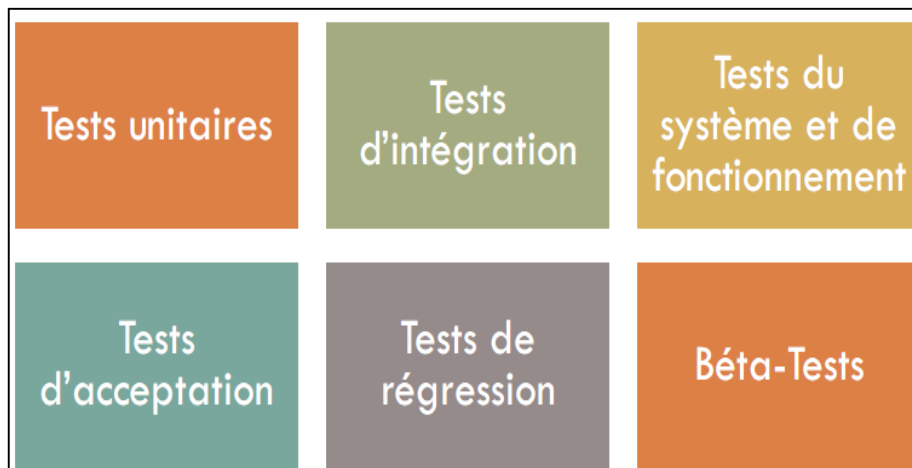 Tests unitaires
Tests
d'intégration
Tests du
système et de
fonctionnement
Tests
d'acceptation
Tests de
régression
Béta-Tests